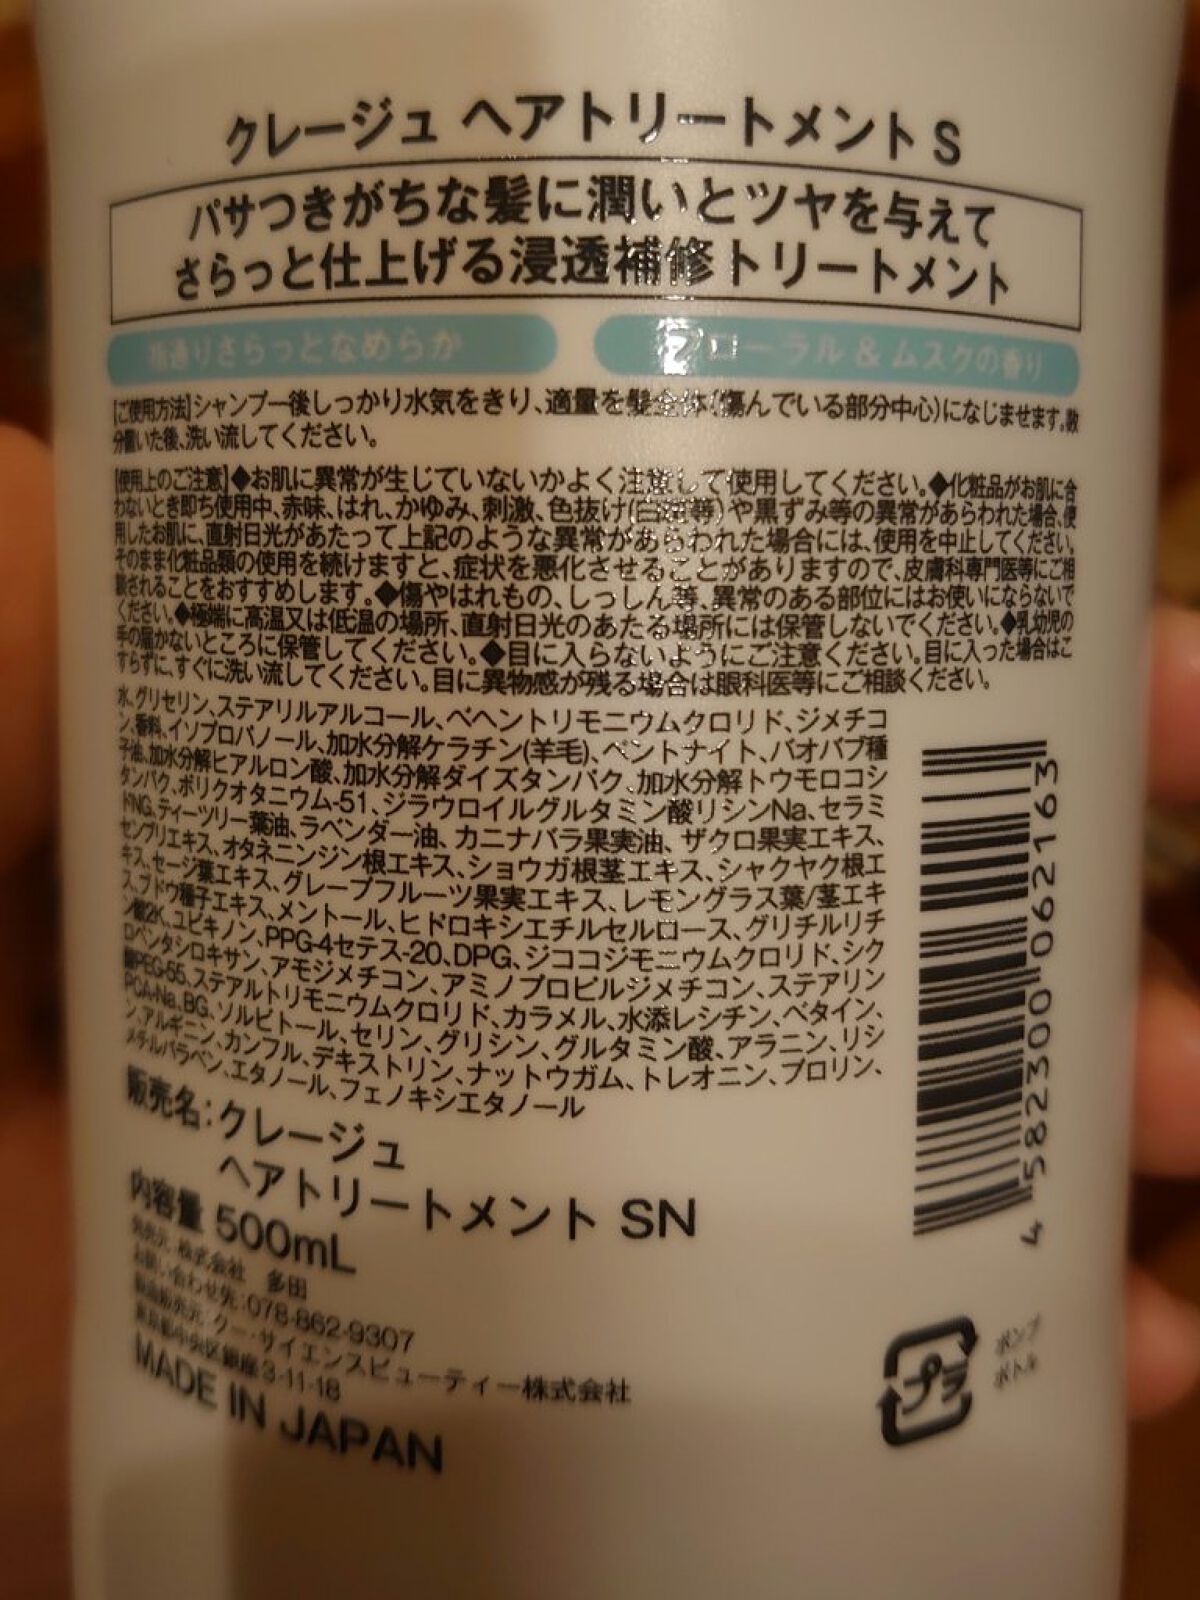 クレージュ ヘアトリートメント S
パサつきがちな髪に潤いとツヤを与えて
さらっと仕上げる浸透補修トリートメント
指通りさらっとなめらか
フローラル&ムスクの香り
【ご使用方法】シャンプー後しっかり水気をきり、適量を髪全体(傷んでいる部分中心)になじませます。数
分置いた後、洗い流してください。
【使用上のご注意】◆お肌に異常が生じていないかよく注意して使用してください。◆化粧品がお肌に合
わないとき即ち使用中、赤味、はれ、かゆみ、刺激、色抜け(白斑等)や黒ずみ等の異常があらわれた場合、使
用したお肌に、直射日光があたって上記のような異常があらわれた場合には、使用を中止してください。
そのまま化粧品類の使用を続けますと、症状を悪化させることがありますので、皮膚科専門医等にご相
談されることをおすすめします。◆傷やはれもの、しっしん等、異常のある部位にはお使いにならないで
ください。◆極端に高温又は低温の場所、直射日光のあたる場所には保管しないでください。◆乳幼児の
手の届かないところに保管してください。◆目に入らないようにご注意ください。目に入った場合はこ
すらずに、すぐに洗い流してください。目に異物感が残る場合は眼科医等にご相談ください。
水、グリセリン、ステアリルアルコール、ベヘントリモニウムクロリド、ジメチコ
ン、香料、イソプロパノール、加水分解ケラチン(羊毛)、ベントナイト、バオバブ種
子油、加水分解ヒアルロン酸、加水分解ダイズタンパク、加水分解トウモロコシ
タンパク、ポリクオタニウム-51、ジラウロイルグルタミン酸リシンNa、セラミ
ドNG、ティーツリー葉油、ラベンダー油、カニナバラ果実油、ザクロ果実エキス、
センブリエキス、オタネニンジン根エキス、ショウガ根茎エキス、シャクヤク根エ
キス、セージ葉エキス、グレープフルーツ果実エキス、レモングラス葉/茎エキ
ス、ブドウ種子エキス、メントール、ヒドロキシエチルセルロース、グリチルリチ
ン酸2K、ユビキノン、PPG-4セテス-20、DPG、ジココジモニウムクロリド、シク
ロペンタシロキサン、アモジメチコン、アミノプロピルジメチコン、ステアリン
酸PEG-55、ステアルトリモニウムクロリド、カラメル、水添レシチン、ベタイン、
PCA-Na、BG、ソルビトール、セリン、グリシン、グルタミン酸、アラニン、リシ
ン、アルギニン、カンフル、デキストリン、ナットウガム、トレオニン、プロリン、
メチルパラベン、エタノール、フェノキシエタノール
販売名:クレージュ
ヘアトリートメント SN
内容量 500mL
発売元 株式会社 多田
お問い合わせ先:078-862-9307
製造販売元:クー・サイエンスビューティー株式会社
東京都中央区銀座3-11-18
MADE IN JAPAN
4 582300 062163
プラ
ポンプ
ボトル